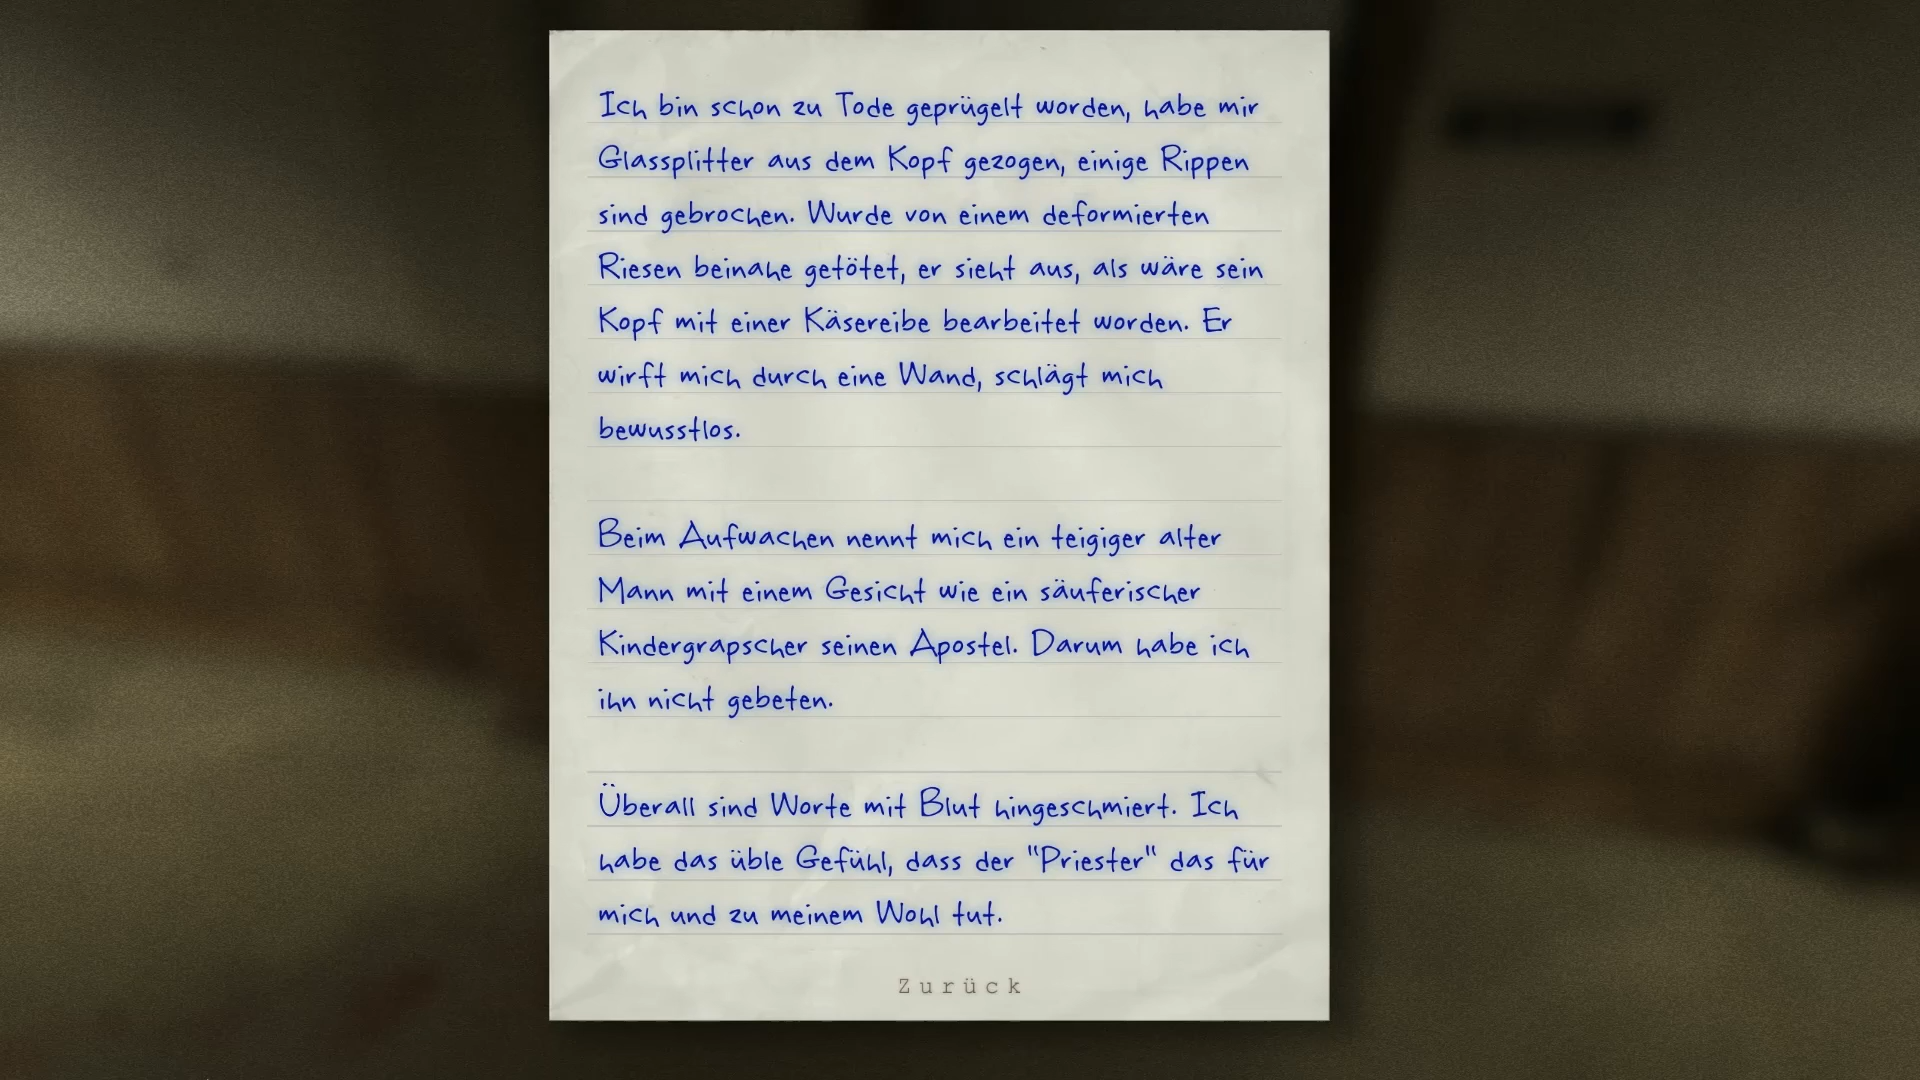 Ich bin schon zu Tode geprügelt worden, habe mir
Glassplitter aus dem Kopf gezogen, einige Rippen
sind gebrochen. Wurde von einem deformierten
Riesen beinahe getötet, er sieht aus, als wäre sein
Kopf mit einer Käsereibe bearbeitet worden. Er
wirft mich durch eine Wand, schlägt mich
bewusstlos.
Beim Aufwachen nennt mich ein teigiger alter
Mann mit einem Gesicht wie ein säuferischer
Kindergrapscher seinen Apostel. Darum habe ich
ihn nicht gebeten.
Überall sind Worte mit Blut hingeschmiert. Ich
habe das üble Gefühl, dass der "Priester" das für
mich und zu meinem Wohl tut.
Zurück